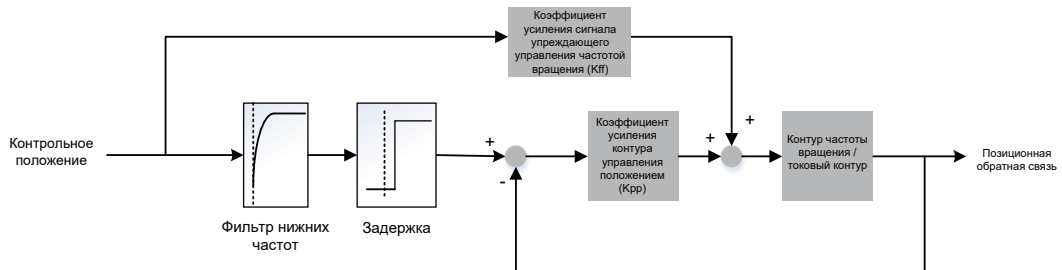 Коэффициент
усиления сигнала
упреждающего
управления частотой
вращения (Kff)
+
Контрольное
положение
+
-
Коэффициент
усиления
контура
управления
положением
(Kpp)
+
Контур частоты
вращения /
токовый контур
Позиционная
обратная связь
Фильтр нижних
частот
Задержка